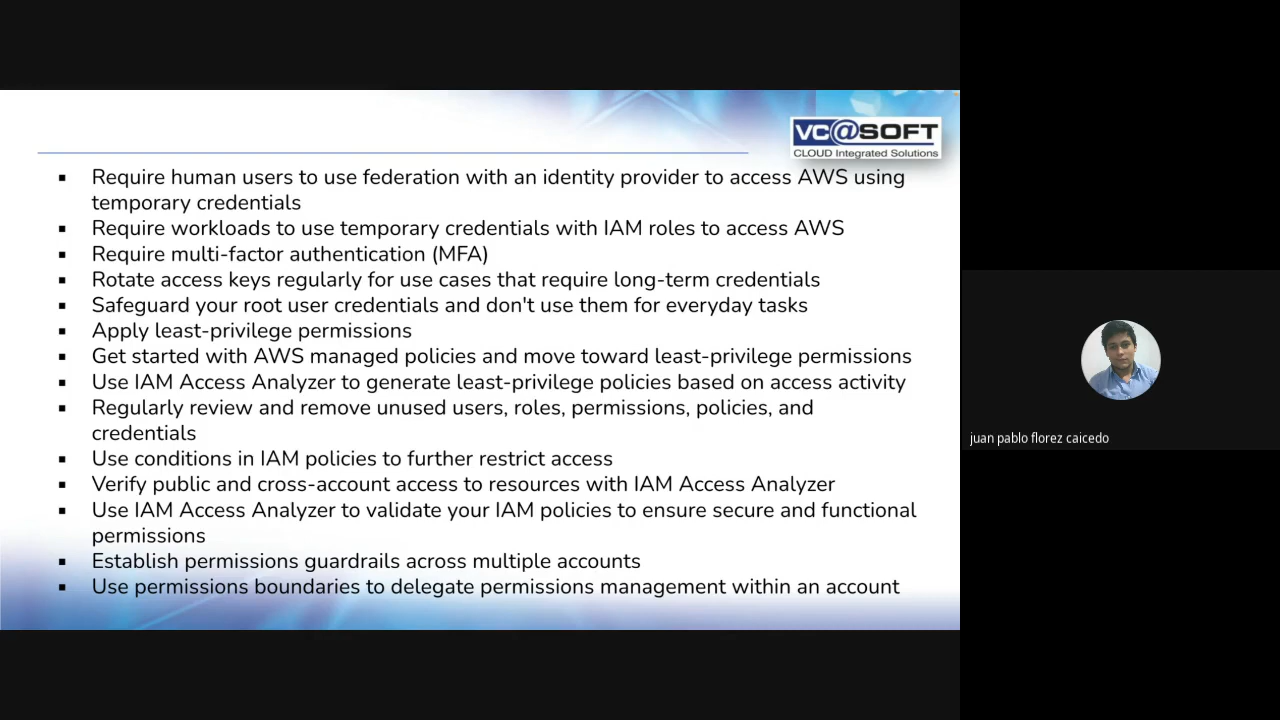 VC@SOFT
CLOUD Integrated Solutions
▪ Require human users to use federation with an identity provider to access AWS using
temporary credentials
▪ Require workloads to use temporary credentials with IAM roles to access AWS
▪ Require multi-factor authentication (MFA)
▪ Rotate access keys regularly for use cases that require long-term credentials
▪ Safeguard your root user credentials and don't use them for everyday tasks
▪ Apply least-privilege permissions
▪ Get started with AWS managed policies and move toward least-privilege permissions
▪ Use IAM Access Analyzer to generate least-privilege policies based on access activity
▪ Regularly review and remove unused users, roles, permissions, policies, and
credentials
▪ Use conditions in IAM policies to further restrict access
▪ Verify public and cross-account access to resources with IAM Access Analyzer
▪ Use IAM Access Analyzer to validate your IAM policies to ensure secure and functional
permissions
▪ Establish permissions guardrails across multiple accounts
▪ Use permissions boundaries to delegate permissions management within an account
juan pablo florez caicedo